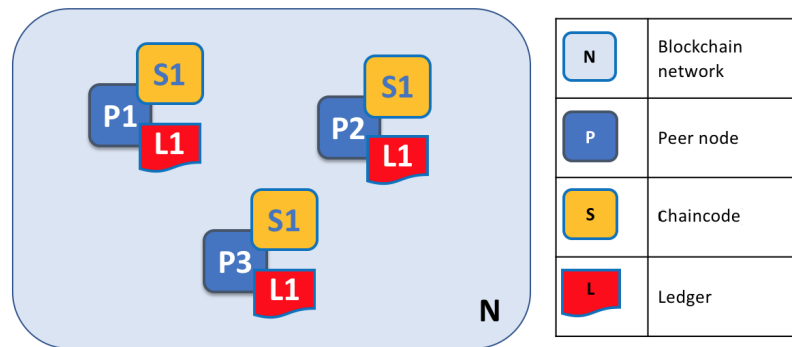 S1
P1
L1
S1
P2
L1
S1
P3
L1
N
N
Blockchain
network
P
Peer node
S
Chaincode
L
Ledger